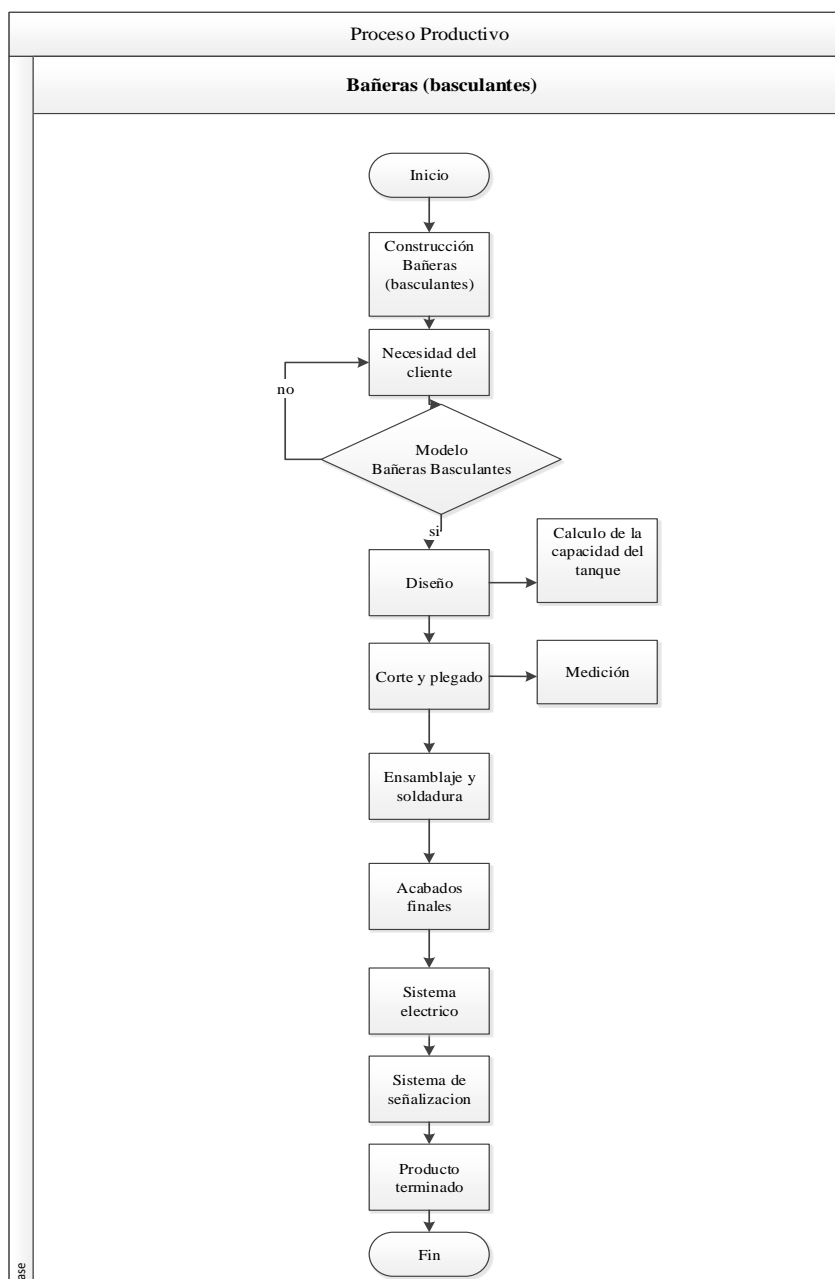 Proceso Productivo
Bañeras (basculantes)
Inicio
Construcción
Bañeras
(basculantes)
Necesidad del
cliente
no
Modelo
Bañeras Basculantes
si
Calculo de la
capacidad del
tanque
Diseño
Corte y plegado
Medición
Ensamblaje y
soldadura
Acabados
finales
Sistema
electrico
Sistema de
señalizacion
Producto
terminado
Fin
ase